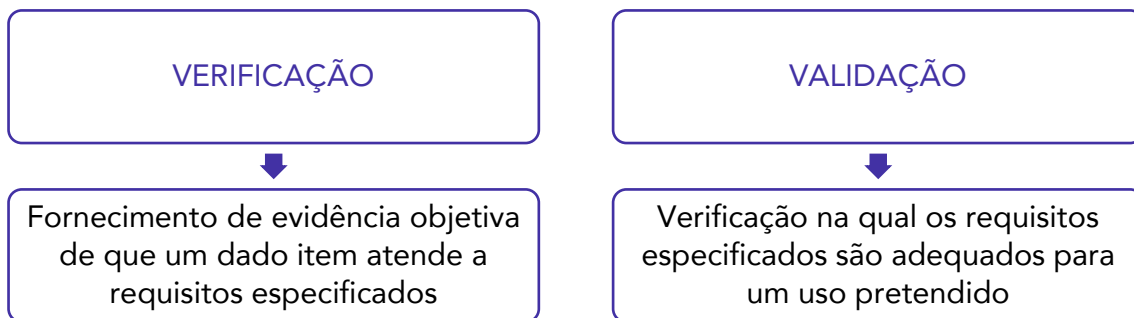 VERIFICAÇÃO
Fornecimento de evidência objetiva
de que um dado item atende a
requisitos especificados
VALIDAÇÃO
Verificação na qual os requisitos
especificados são adequados para
um uso pretendido